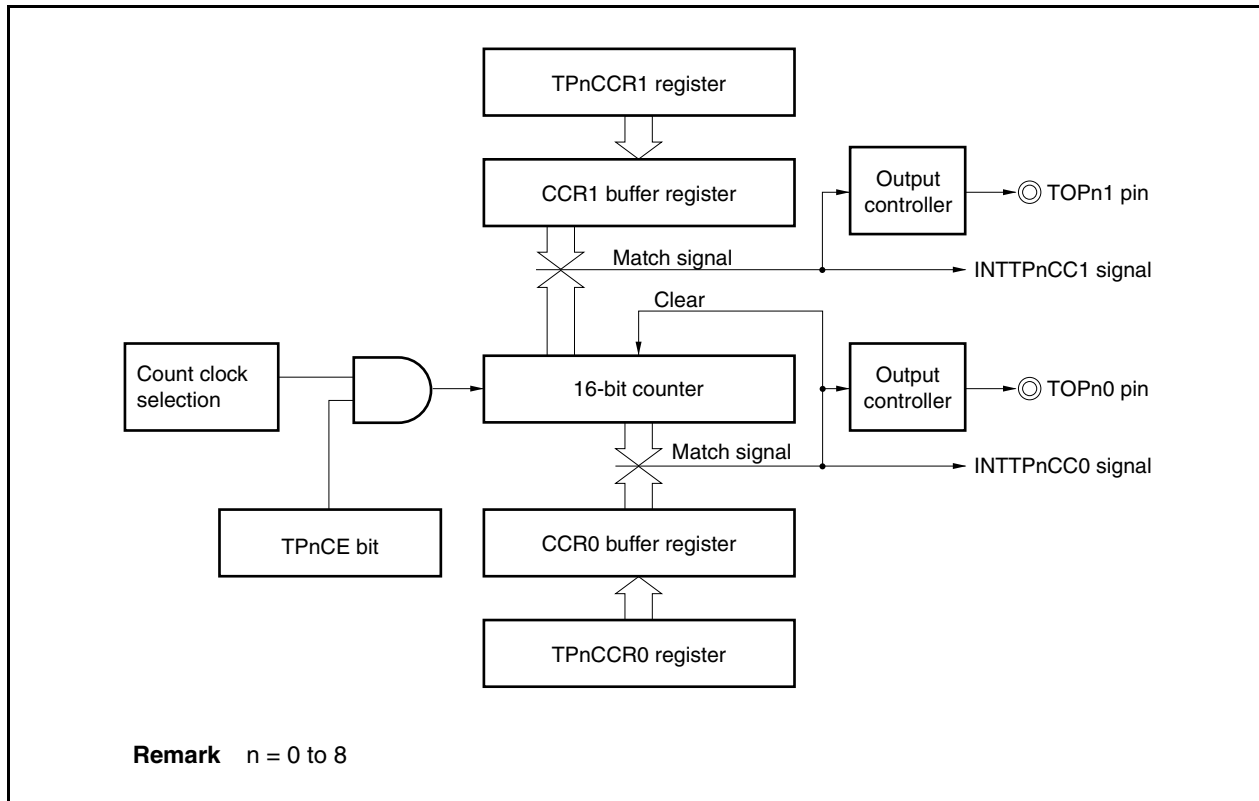 TPnCCR1 register
CCR1 buffer register
Output
controller
TOPn1 pin
Match signal
INTTPnCC1 signal
Clear
Count clock
selection
16-bit counter
Output
controller
TOPn0 pin
Match signal
INTTPnCC0 signal
TPnCE bit
CCR0 buffer register
TPnCCR0 register
Remark n = 0 to 8